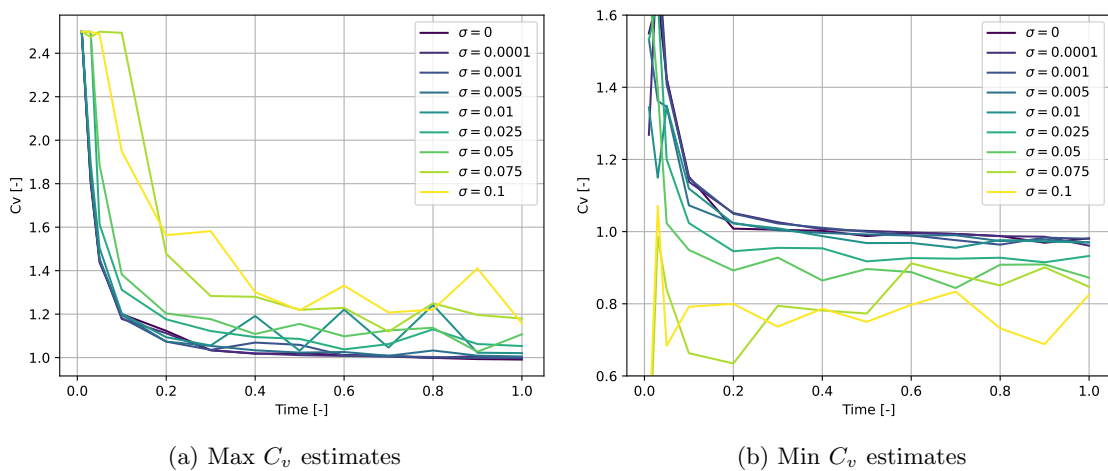 2.4
2.2
2.0
1.8
1.6
1.4
1.2
1.0
Cv [-]
0.0 0.2 0.4 0.6 0.8 1.0
Time [-]
σ = 0
σ = 0.0001
σ = 0.001
σ = 0.005
σ = 0.01
σ = 0.025
σ = 0.05
σ = 0.075
σ = 0.1
(a) Max Cv estimates
1.6
1.4
1.2
1.0
0.8
0.6
Cv [-]
0.0 0.2 0.4 0.6 0.8 1.0
Time [-]
σ = 0
σ = 0.0001
σ = 0.001
σ = 0.005
σ = 0.01
σ = 0.025
σ = 0.05
σ = 0.075
σ = 0.1
(b) Min Cv estimates